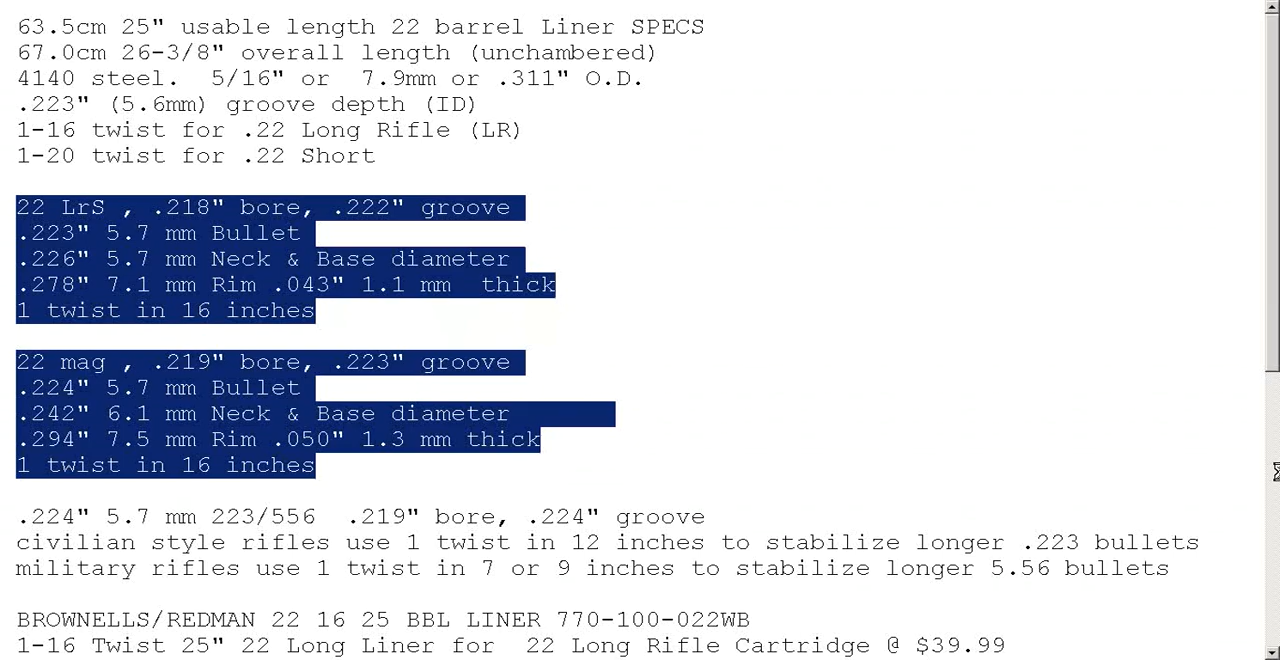 63.5cm 25" usable length 22 barrel Liner SPECS
67.0cm 26-3/8" overall length (unchambered)
4140 steel.  5/16" or  7.9mm or .311" O.D.
.223" (5.6mm) groove depth (ID)
1-16 twist for .22 Long Rifle (LR)
1-20 twist for .22 Short
22 LrS , .218" bore, .222" groove
.223" 5.7 mm Bullet
.226" 5.7 mm Neck & Base diameter
.278" 7.1 mm Rim .043" 1.1 mm  thick
1 twist in 16 inches
22 mag , .219" bore, .223" groove
.224" 5.7 mm Bullet
.242" 6.1 mm Neck & Base diameter
.294" 7.5 mm Rim .050" 1.3 mm thick
1 twist in 16 inches
.224" 5.7 mm 223/556  .219" bore, .224" groove
civilian style rifles use 1 twist in 12 inches to stabilize longer .223 bullets
military rifles use 1 twist in 7 or 9 inches to stabilize longer 5.56 bullets
BROWNELLS/REDMAN 22 16 25 BBL LINER 770-100-022WB
1-16 Twist 25" 22 Long Liner for  22 Long Rifle Cartridge @ $39.99